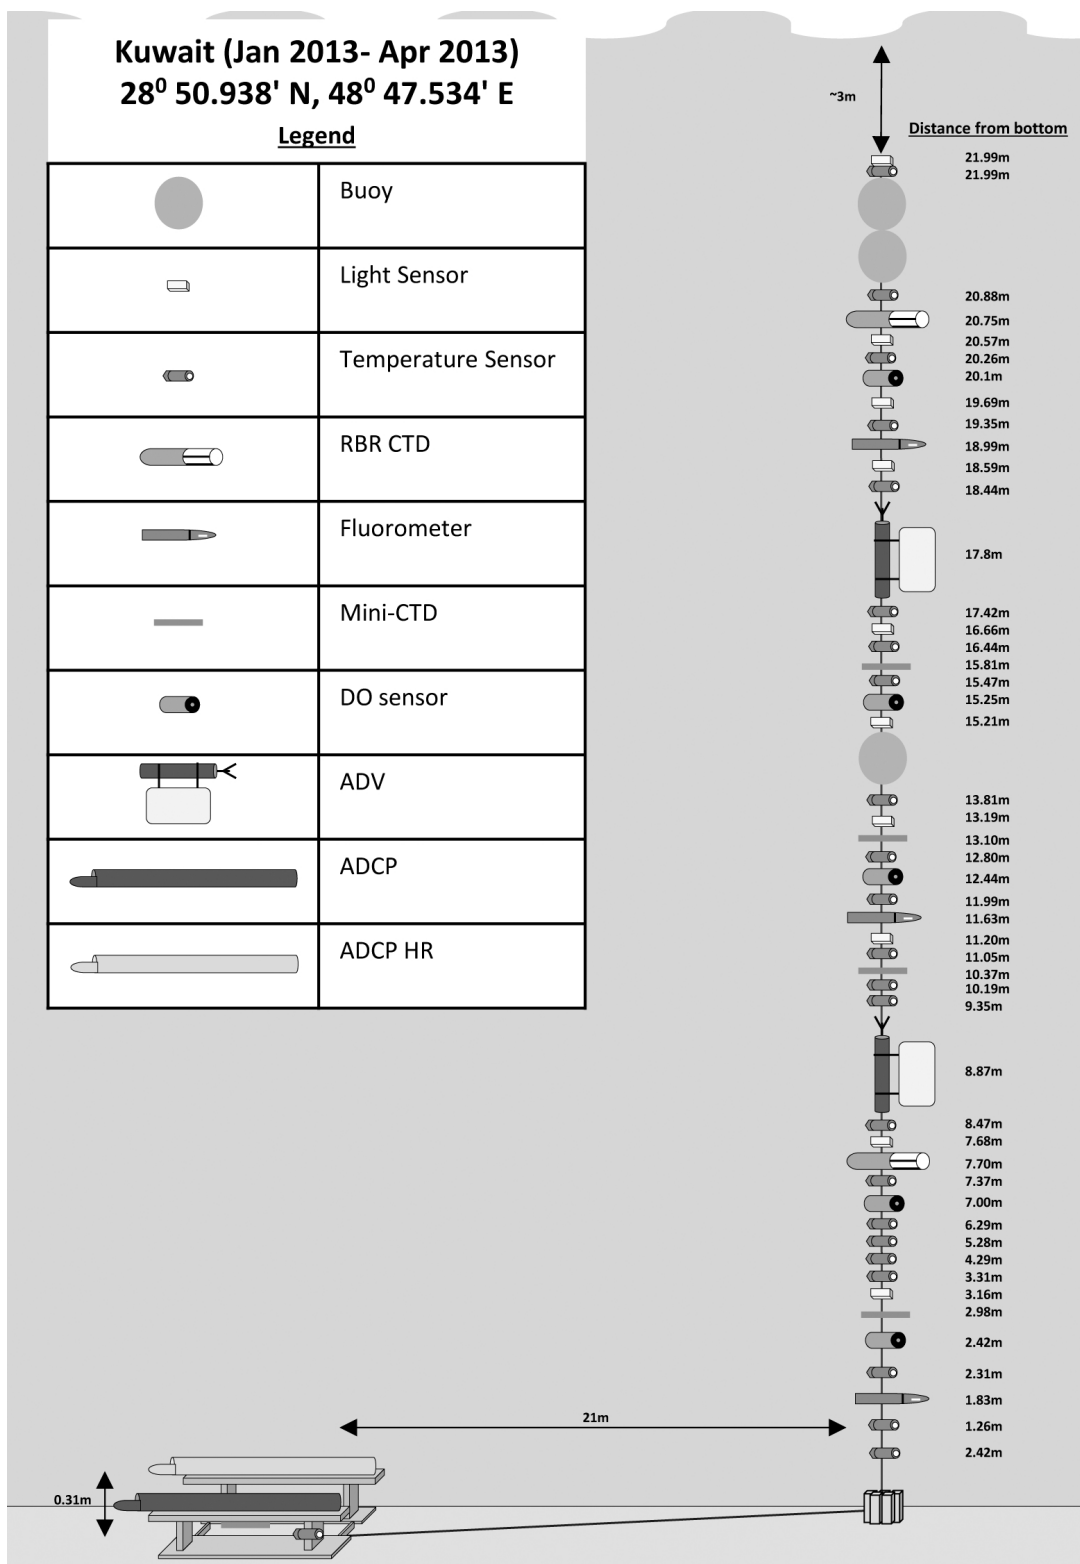 Kuwait (Jan 2013- Apr 2013)
28⁰ 50.938' N, 48⁰ 47.534' E
Legend
Buoy
Light Sensor
Temperature Sensor
RBR CTD
Fluorometer
Mini-CTD
DO sensor
ADV
ADCP
ADCP HR
~3m
Distance from bottom
21.99m
21.99m
20.88m
20.75m
20.57m
20.26m
20.1m
19.69m
19.35m
18.99m
18.59m
18.44m
17.8m
17.42m
16.66m
16.44m
15.81m
15.47m
15.25m
15.21m
13.81m
13.19m
13.10m
12.80m
12.44m
11.99m
11.63m
11.20m
11.05m
10.37m
10.19m
9.35m
8.87m
8.47m
7.68m
7.70m
7.37m
7.00m
6.29m
5.28m
4.29m
3.31m
3.16m
2.98m
2.42m
2.31m
1.83m
1.26m
2.42m
21m
0.31m